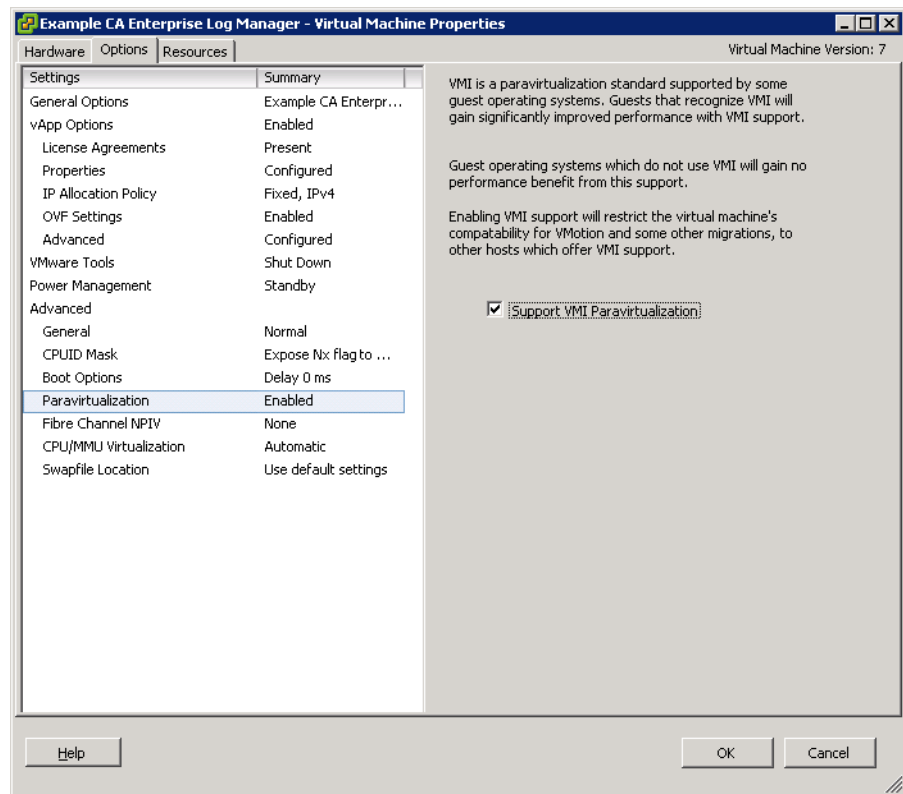 Example CA Enterprise Log Manager - Virtual Machine Properties
Hardware Options Resources Virtual Machine Version: 7
Settings Summary
General Options Example CA Enterpr...
vApp Options Enabled
License Agreements Present
Properties Configured
IP Allocation Policy Fixed, IPv4
OVF Settings Enabled
Advanced Configured
VMware Tools Shut Down
Power Management Standby
Advanced
General Normal
CPUID Mask Expose Nx flag to ...
Boot Options Delay 0 ms
Paravirtualization Enabled
Fibre Channel NPIV None
CPU/MMU Virtualization Automatic
Swapfile Location Use default settings
VMI is a paravirtualization standard supported by some
guest operating systems. Guests that recognize VMI will
gain significantly improved performance with VMI support.
Guest operating systems which do not use VMI will gain no
performance benefit from this support.
Enabling VMI support will restrict the virtual machine's
compatability for VMotion and some other migrations, to
other hosts which offer VMI support.
Support VMI Paravirtualization
Help OK Cancel